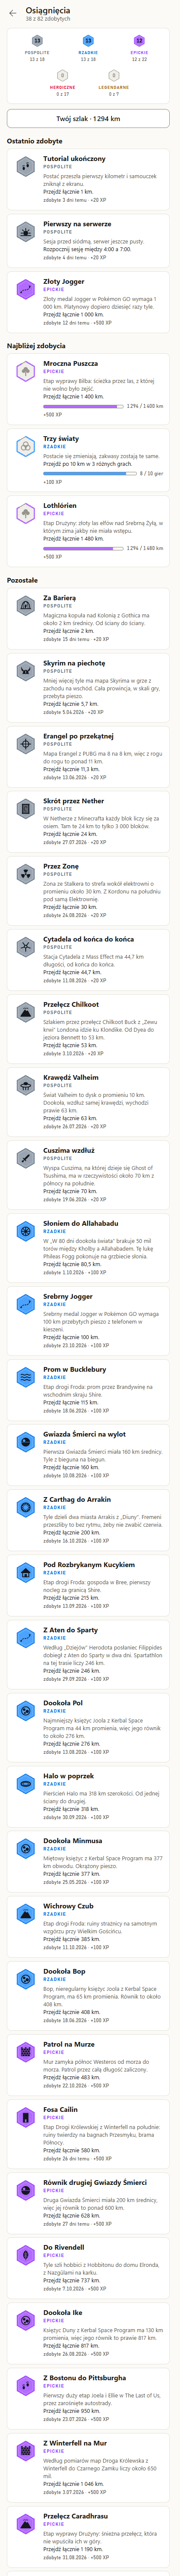 Osiągnięcia
38 z 82 zdobytych
13
POSPOLITE
13 z 18
13
RZADKIE
13 z 18
12
EPICKIE
12 z 22
0
HEROICZNE
0 z 17
0
LEGENDARNE
0 z 7
Twój szlak · 1294 km
Ostatnio zdobyte
Tutorial ukończony
POSPOLITE
Postać przeszła pierwszy kilometr i samouczek
zniknął z ekranu.
Przejdź łącznie 1 km.
zdobyte 3 dni temu · +20 XP
Pierwszy na serwerze
POSPOLITE
Sesja przed siódmą, serwer jeszcze pusty.
Rozpocznij sesję między 4:00 a 7:00.
zdobyte 4 dni temu · +20 XP
Złoty Jogger
EPICKIE
Złoty medal Jogger w Pokémon GO wymaga 1
000 km. Platynowy dopiero dziesięć razy tyle.
Przejdź łącznie 1 000 km.
zdobyte 12 dni temu · +500 XP
Najbliżej zdobycia
Mroczna Puszcza
EPICKIE
Etap wyprawy Bilba: ścieżka przez las, z której
nie wolno było zejść.
Przejdź łącznie 1 400 km.
1 294 / 1 400 km
+500 XP
Trzy światy
RZADKIE
Postacie się zmieniają, zakwasy zostają te same.
Przejdź po 10 km w 3 różnych grach.
8 / 10 gier
+100 XP
Lothlórien
EPICKIE
Etap Drużyny: złoty las elfów nad Srebrną Żyłą, w
którym zima jakby nie miała wstępu.
Przejdź łącznie 1 480 km.
1 294 / 1 480 km
+500 XP
Pozostałe
Za Barierą
POSPOLITE
Magiczna kopuła nad Kolonią z Gothica ma
około 2 km średnicy. Od ściany do ściany.
Przejdź łącznie 2 km.
zdobyte 15 dni temu · +20 XP
Skyrim na piechotę
POSPOLITE
Mniej więcej tyle ma mapa Skyrima w grze z
zachodu na wschód. Cała prowincja, w skali gry,
przebyta pieszo.
Przejdź łącznie 5,7 km.
zdobyte 5.06.2026 · +20 XP
Erangel po przekątnej
POSPOLITE
Mapa Erangel z PUBG ma 8 na 8 km, więc z rogu
do rogu to ponad 11 km.
Przejdź łącznie 11,3 km.
zdobyte 13.06.2026 · +20 XP
Skrót przez Nether
POSPOLITE
W Netherze z Minecrafta każdy blok liczy się za
osiem. Tam te 24 km to tylko 3 000 bloków.
Przejdź łącznie 24 km.
zdobyte 27.07.2026 · +20 XP
Przez Zonę
POSPOLITE
Zona ze Stalkera to strefa wokół elektrowni o
promieniu około 30 km. Z Kordonu na południu
pod samą Elektrownię.
Przejdź łącznie 30 km.
zdobyte 26.08.2026 · +20 XP
Cytadela od końca do końca
POSPOLITE
Stacja Cytadela z Mass Effect ma 44,7 km
długości, od końca do końca.
Przejdź łącznie 44,7 km.
zdobyte 11.08.2026 · +20 XP
Przełęcz Chilkoot
POSPOLITE
Szlakiem przez przełęcz Chilkoot Buck z „Zewu
krwi" Londona idzie ku Klondike. Od Dyea do
jeziora Bennett to 53 km.
Przejdź łącznie 53 km.
zdobyte 3.10.2026 · +20 XP
Krawędź Valheim
POSPOLITE
Świat Valheim to dysk o promieniu 10 km.
Dookoła, wzdłuż samej krawędzi, wychodzi
prawie 63 km.
Przejdź łącznie 63 km.
zdobyte 26.07.2026 · +20 XP
Cuszima wzdłuż
POSPOLITE
Wyspa Cuszima, na której dzieje się Ghost of
Tsushima, ma w rzeczywistości około 70 km z
północy na południe.
Przejdź łącznie 70 km.
zdobyte 19.06.2026 · +20 XP
Słoniem do Allahabadu
RZADKIE
W „W 80 dni dookoła świata" brakuje 50 mil
torów między Kholby a Allahabadem. Tę lukę
Phileas Fogg pokonuje na grzbiecie słonia.
Przejdź łącznie 80,5 km.
zdobyte 1.10.2026 · +100 XP
Srebrny Jogger
RZADKIE
Srebrny medal Jogger w Pokémon GO wymaga
100 km przebytych pieszo z telefonem w
kieszeni.
Przejdź łącznie 100 km.
zdobyte 23.10.2026 · +100 XP
Prom w Bucklebury
RZADKIE
Etap drogi Froda: prom przez Brandywinę na
wschodnim skraju Shire.
Przejdź łącznie 115 km.
zdobyte 18.06.2026 · +100 XP
Gwiazda Śmierci na wylot
RZADKIE
Pierwsza Gwiazda Śmierci miała 160 km średnicy.
Tyle z bieguna na biegun.
Przejdź łącznie 160 km.
zdobyte 10.08.2026 · +100 XP
Z Carthag do Arrakin
RZADKIE
Tyle dzieli dwa miasta Arrakis z „Diuny". Fremeni
przeszliby to bez rytmu, żeby nie zwabić czerwia.
Przejdź łącznie 200 km.
zdobyte 16.10.2026 · +100 XP
Pod Rozbrykanym Kucykiem
RZADKIE
Etap drogi Froda: gospoda w Bree, pierwszy
nocleg za granicą Shire.
Przejdź łącznie 215 km.
zdobyte 13.09.2026 · +100 XP
Z Aten do Sparty
RZADKIE
Według „Dziejów" Herodota posłaniec Filippides
dobiegł z Aten do Sparty w dwa dni. Spartathlon
na tej trasie liczy 246 km.
Przejdź łącznie 246 km.
zdobyte 29.09.2026 · +100 XP
Dookoła Pol
RZADKIE
Najmniejszy księżyc Joola z Kerbal Space
Program ma 44 km promienia, więc jego równik
to około 276 km.
Przejdź łącznie 276 km.
zdobyte 13.08.2026 · +100 XP
Halo w poprzek
RZADKIE
Pierścień Halo ma 318 km szerokości. Od jednej
ściany do drugiej.
Przejdź łącznie 318 km.
zdobyte 30.09.2026 · +100 XP
Dookoła Minmusa
RZADKIE
Miętowy księżyc z Kerbal Space Program ma 377
km obwodu. Okrążony pieszo.
Przejdź łącznie 377 km.
zdobyte 25.05.2026 · +100 XP
Wichrowy Czub
RZADKIE
Etap drogi Froda: ruiny strażnicy na samotnym
wzgórzu przy Wielkim Gościńcu.
Przejdź łącznie 385 km.
zdobyte 11.10.2026 · +100 XP
Dookoła Bop
RZADKIE
Bop, nieregularny księżyc Joola z Kerbal Space
Program, ma 65 km promienia. Równik to około
408 km.
Przejdź łącznie 408 km.
zdobyte 18.06.2026 · +100 XP
Patrol na Murze
EPICKIE
Mur zamyka północ Westeros od morza do
morza. Patrol przez całą długość zaliczony.
Przejdź łącznie 483 km.
zdobyte 22.10.2026 · +500 XP
Fosa Cailin
EPICKIE
Etap Drogi Królewskiej z Winterfell na południe:
ruiny twierdzy na bagnach Przesmyku, brama
Północy.
Przejdź łącznie 580 km.
zdobyte 26 dni temu · +500 XP
Równik drugiej Gwiazdy Śmierci
EPICKIE
Druga Gwiazda Śmierci miała 200 km średnicy,
więc jej równik to ponad 600 km.
Przejdź łącznie 628 km.
zdobyte 27 dni temu · +500 XP
Do Rivendell
EPICKIE
Tyle szli hobbici z Hobbitonu do domu Elronda,
z Nazgûlami na karku.
Przejdź łącznie 737 km.
zdobyte 7.10.2026 · +500 XP
Dookoła Ike
EPICKIE
Księżyc Duny z Kerbal Space Program ma 130 km
promienia, więc jego równik to prawie 817 km.
Przejdź łącznie 817 km.
zdobyte 26.08.2026 · +500 XP
Z Bostonu do Pittsburgha
EPICKIE
Pierwszy duży etap Joela i Ellie w The Last of Us,
przez zarośnięte autostrady.
Przejdź łącznie 950 km.
zdobyte 23.07.2026 · +500 XP
Z Winterfell na Mur
EPICKIE
Według pomiarów map Droga Królewska z
Winterfell do Czarnego Zamku liczy około 650
mil.
Przejdź łącznie 1 046 km.
zdobyte 3.07.2026 · +500 XP
Przełęcz Caradhrasu
EPICKIE
Etap wyprawy Drużyny: śnieżna przełęcz, która
nie wpuściła ich w góry.
Przejdź łącznie 1 190 km.
zdobyte 31.08.2026 · +500 XP